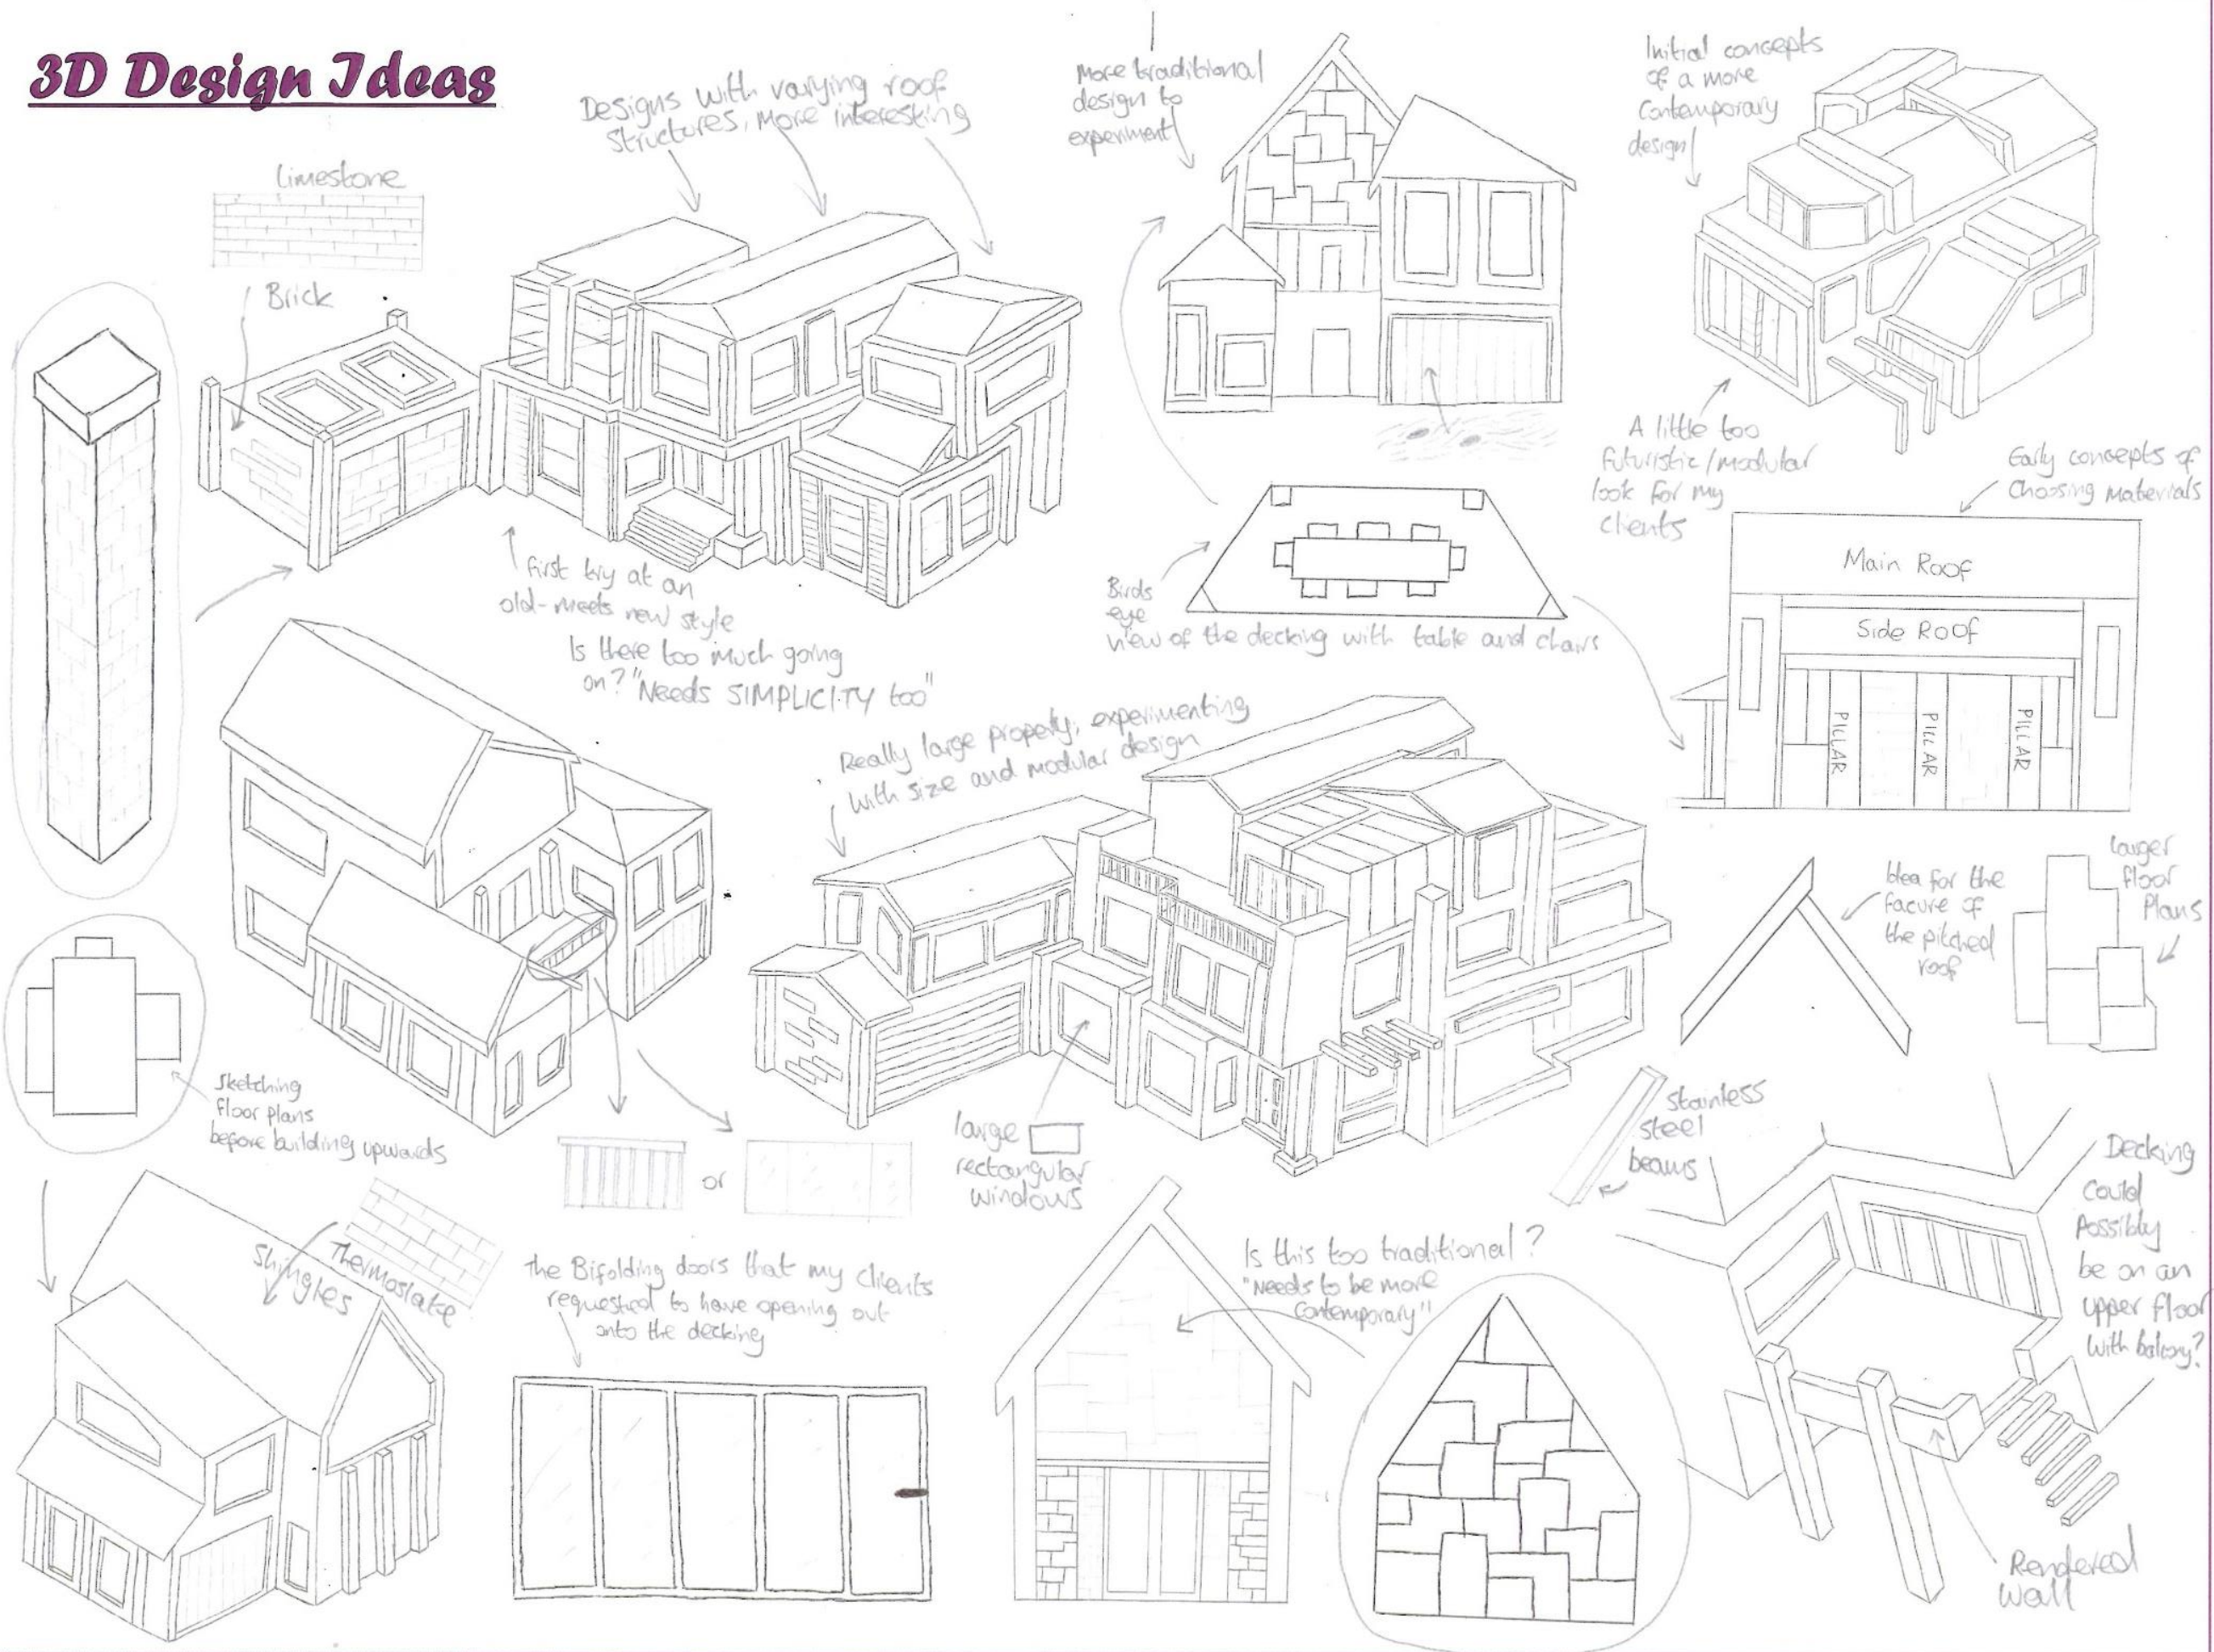 3D Design Ideas
limestone
Brick
Designs with varying roof
structures, more interesting
More traditional
design to
experiment
Initial concepts
of a more
Contemporary
design
A little too
futuristic/modular
look for my
clients
Early concepts of
Choosing materials
Main Roof
Side Roof
PILLAR
PILLAR
PILLAR
first try at an
old-meets new style
Is there too much going
on? "Needs SIMPLICITY too"
Birds
eye
view of the decking with table and chairs
Really large property, experimenting
with size and modular design
Idea for the
facure of
the pitched
roof
larger
floor
Plans
Sketching
floor plans
before building upwards
or
large
rectangular
windows
stainless
steel
beams
Decking
Could
Possibly
be on an
upper floor
with balcony?
Shingles
Thermoslate
The Bifolding doors that my clients
requested to have opening out
onto the decking
Is this too traditional?
"Needs to be more
Contemporary"
Rendered
Wall